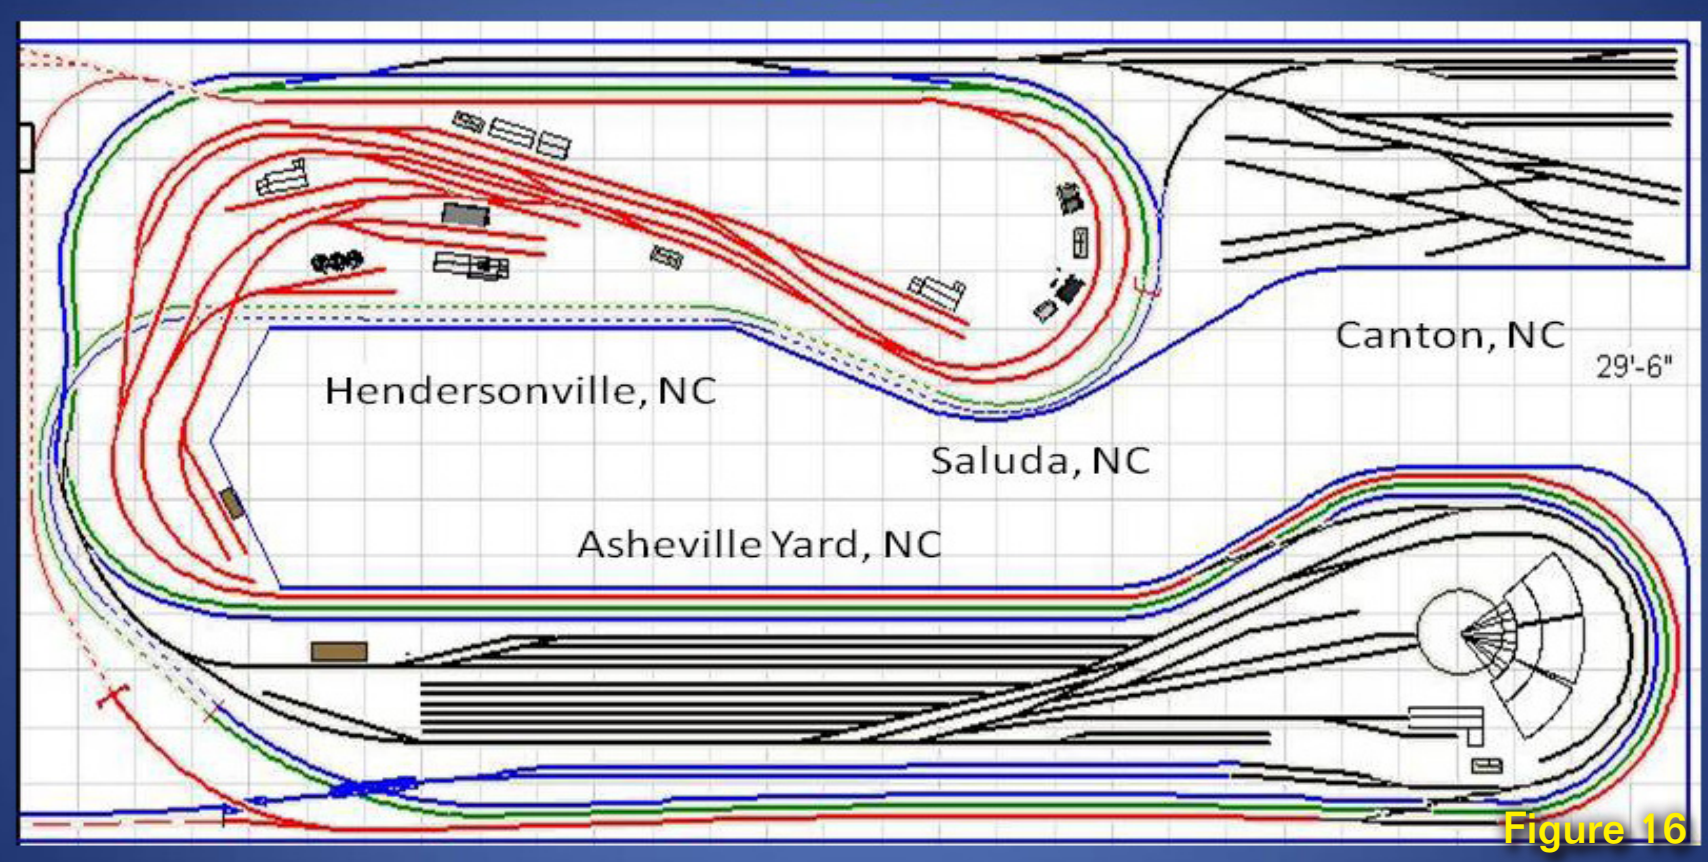 Canton, NC
29'-6"
Hendersonville, NC
Saluda, NC
Asheville Yard, NC
Figure 16